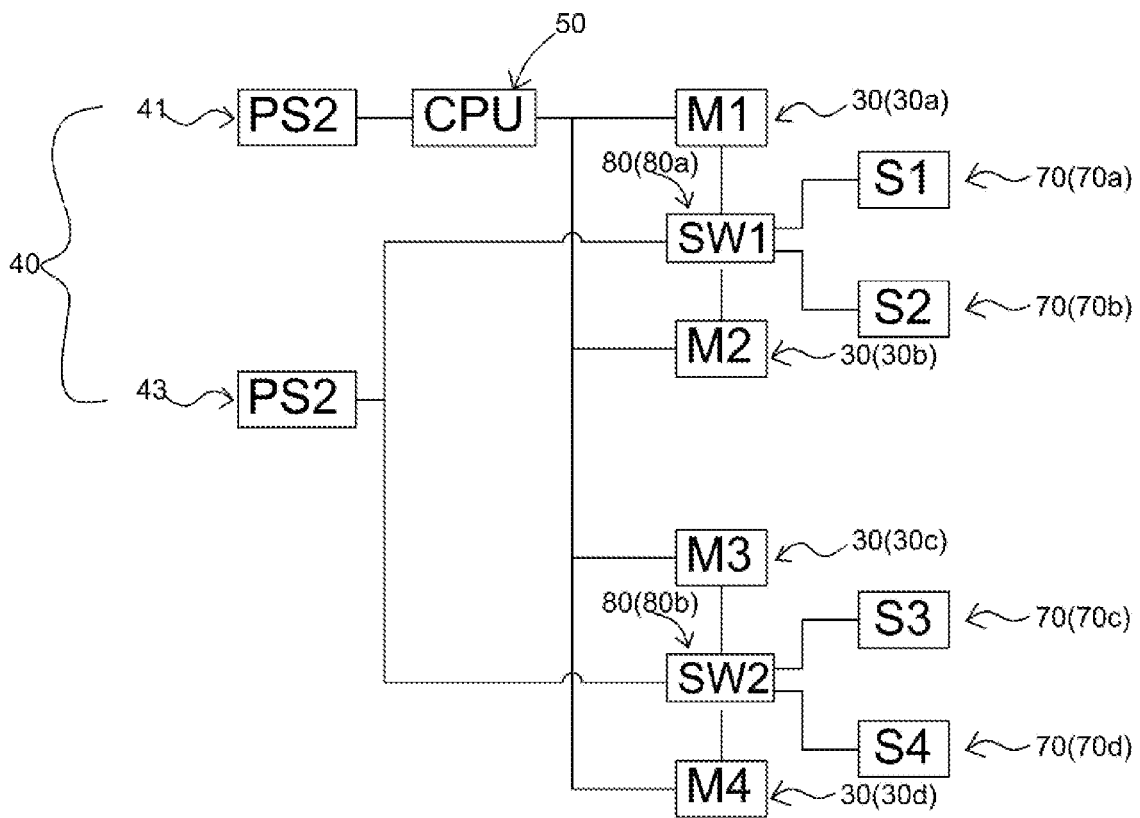 50
41
PS2
CPU
M1
30(30a)
80(80a)
S1
70(70a)
SW1
40
S2
70(70b)
M2
30(30b)
43
PS2
M3
30(30c)
80(80b)
S3
70(70c)
SW2
S4
70(70d)
M4
30(30d)